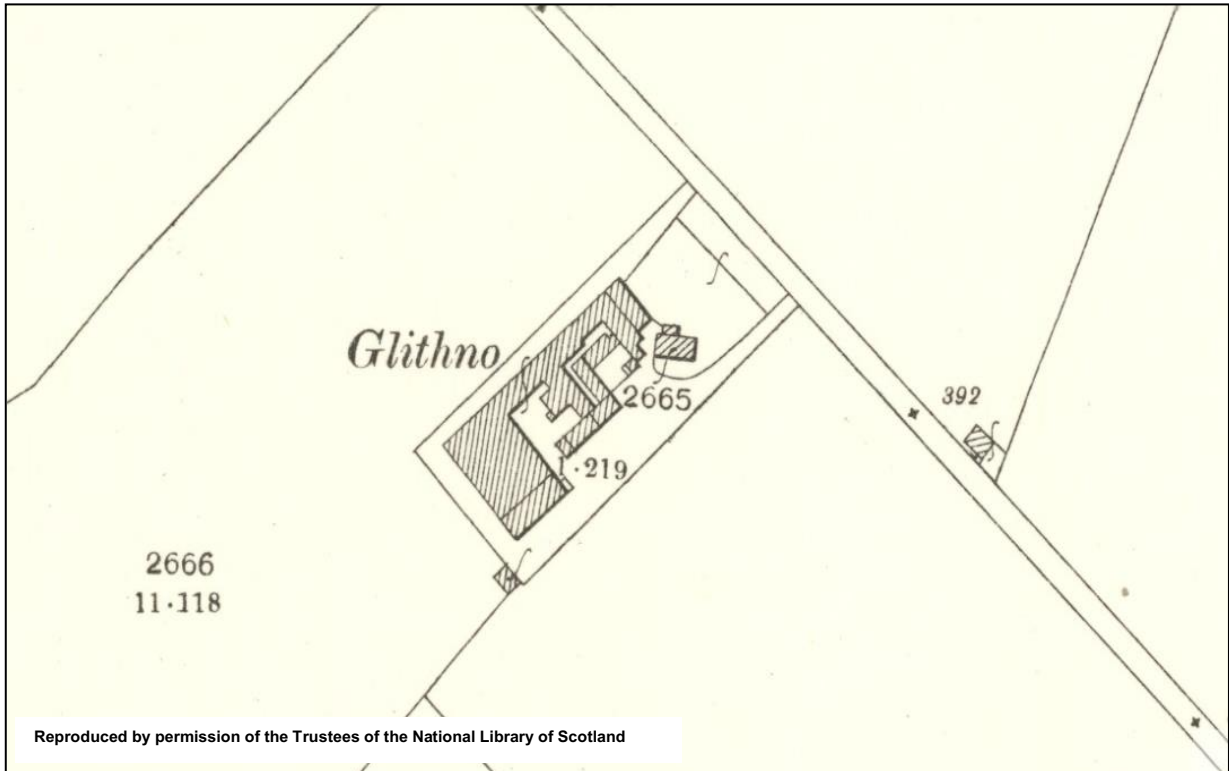 392
Glithno
2665
1·219
2666
11·118
Reproduced by permission of the Trustees of the National Library of Scotland